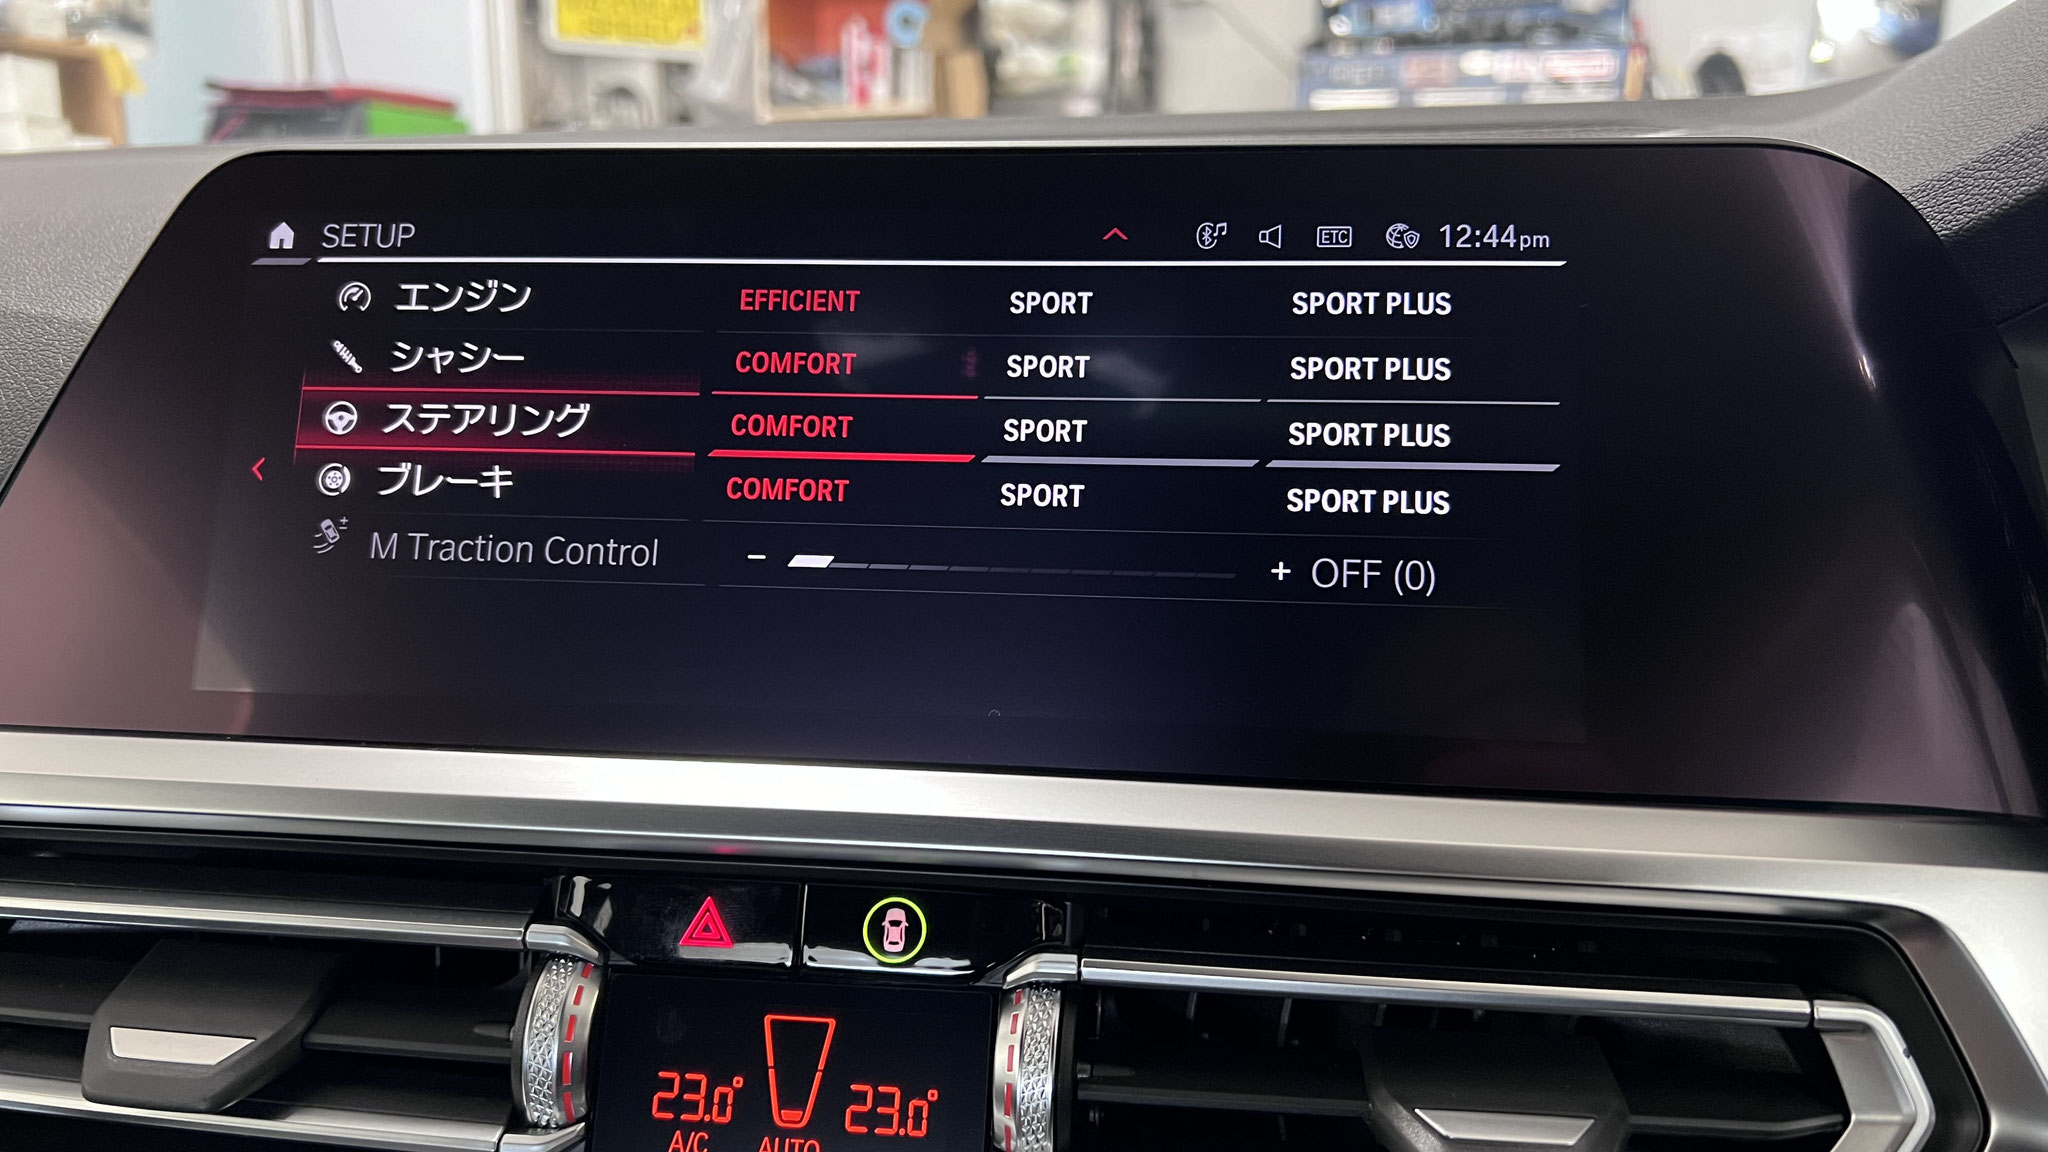 SETUP ETC 12:44pm
エンジン EFFICIENT SPORT SPORT PLUS
シャシー COMFORT SPORT SPORT PLUS
ステアリング COMFORT SPORT SPORT PLUS
ブレーキ COMFORT SPORT SPORT PLUS
M Traction Control − + OFF (0)
23.0° 23.0°
A/C AUTO